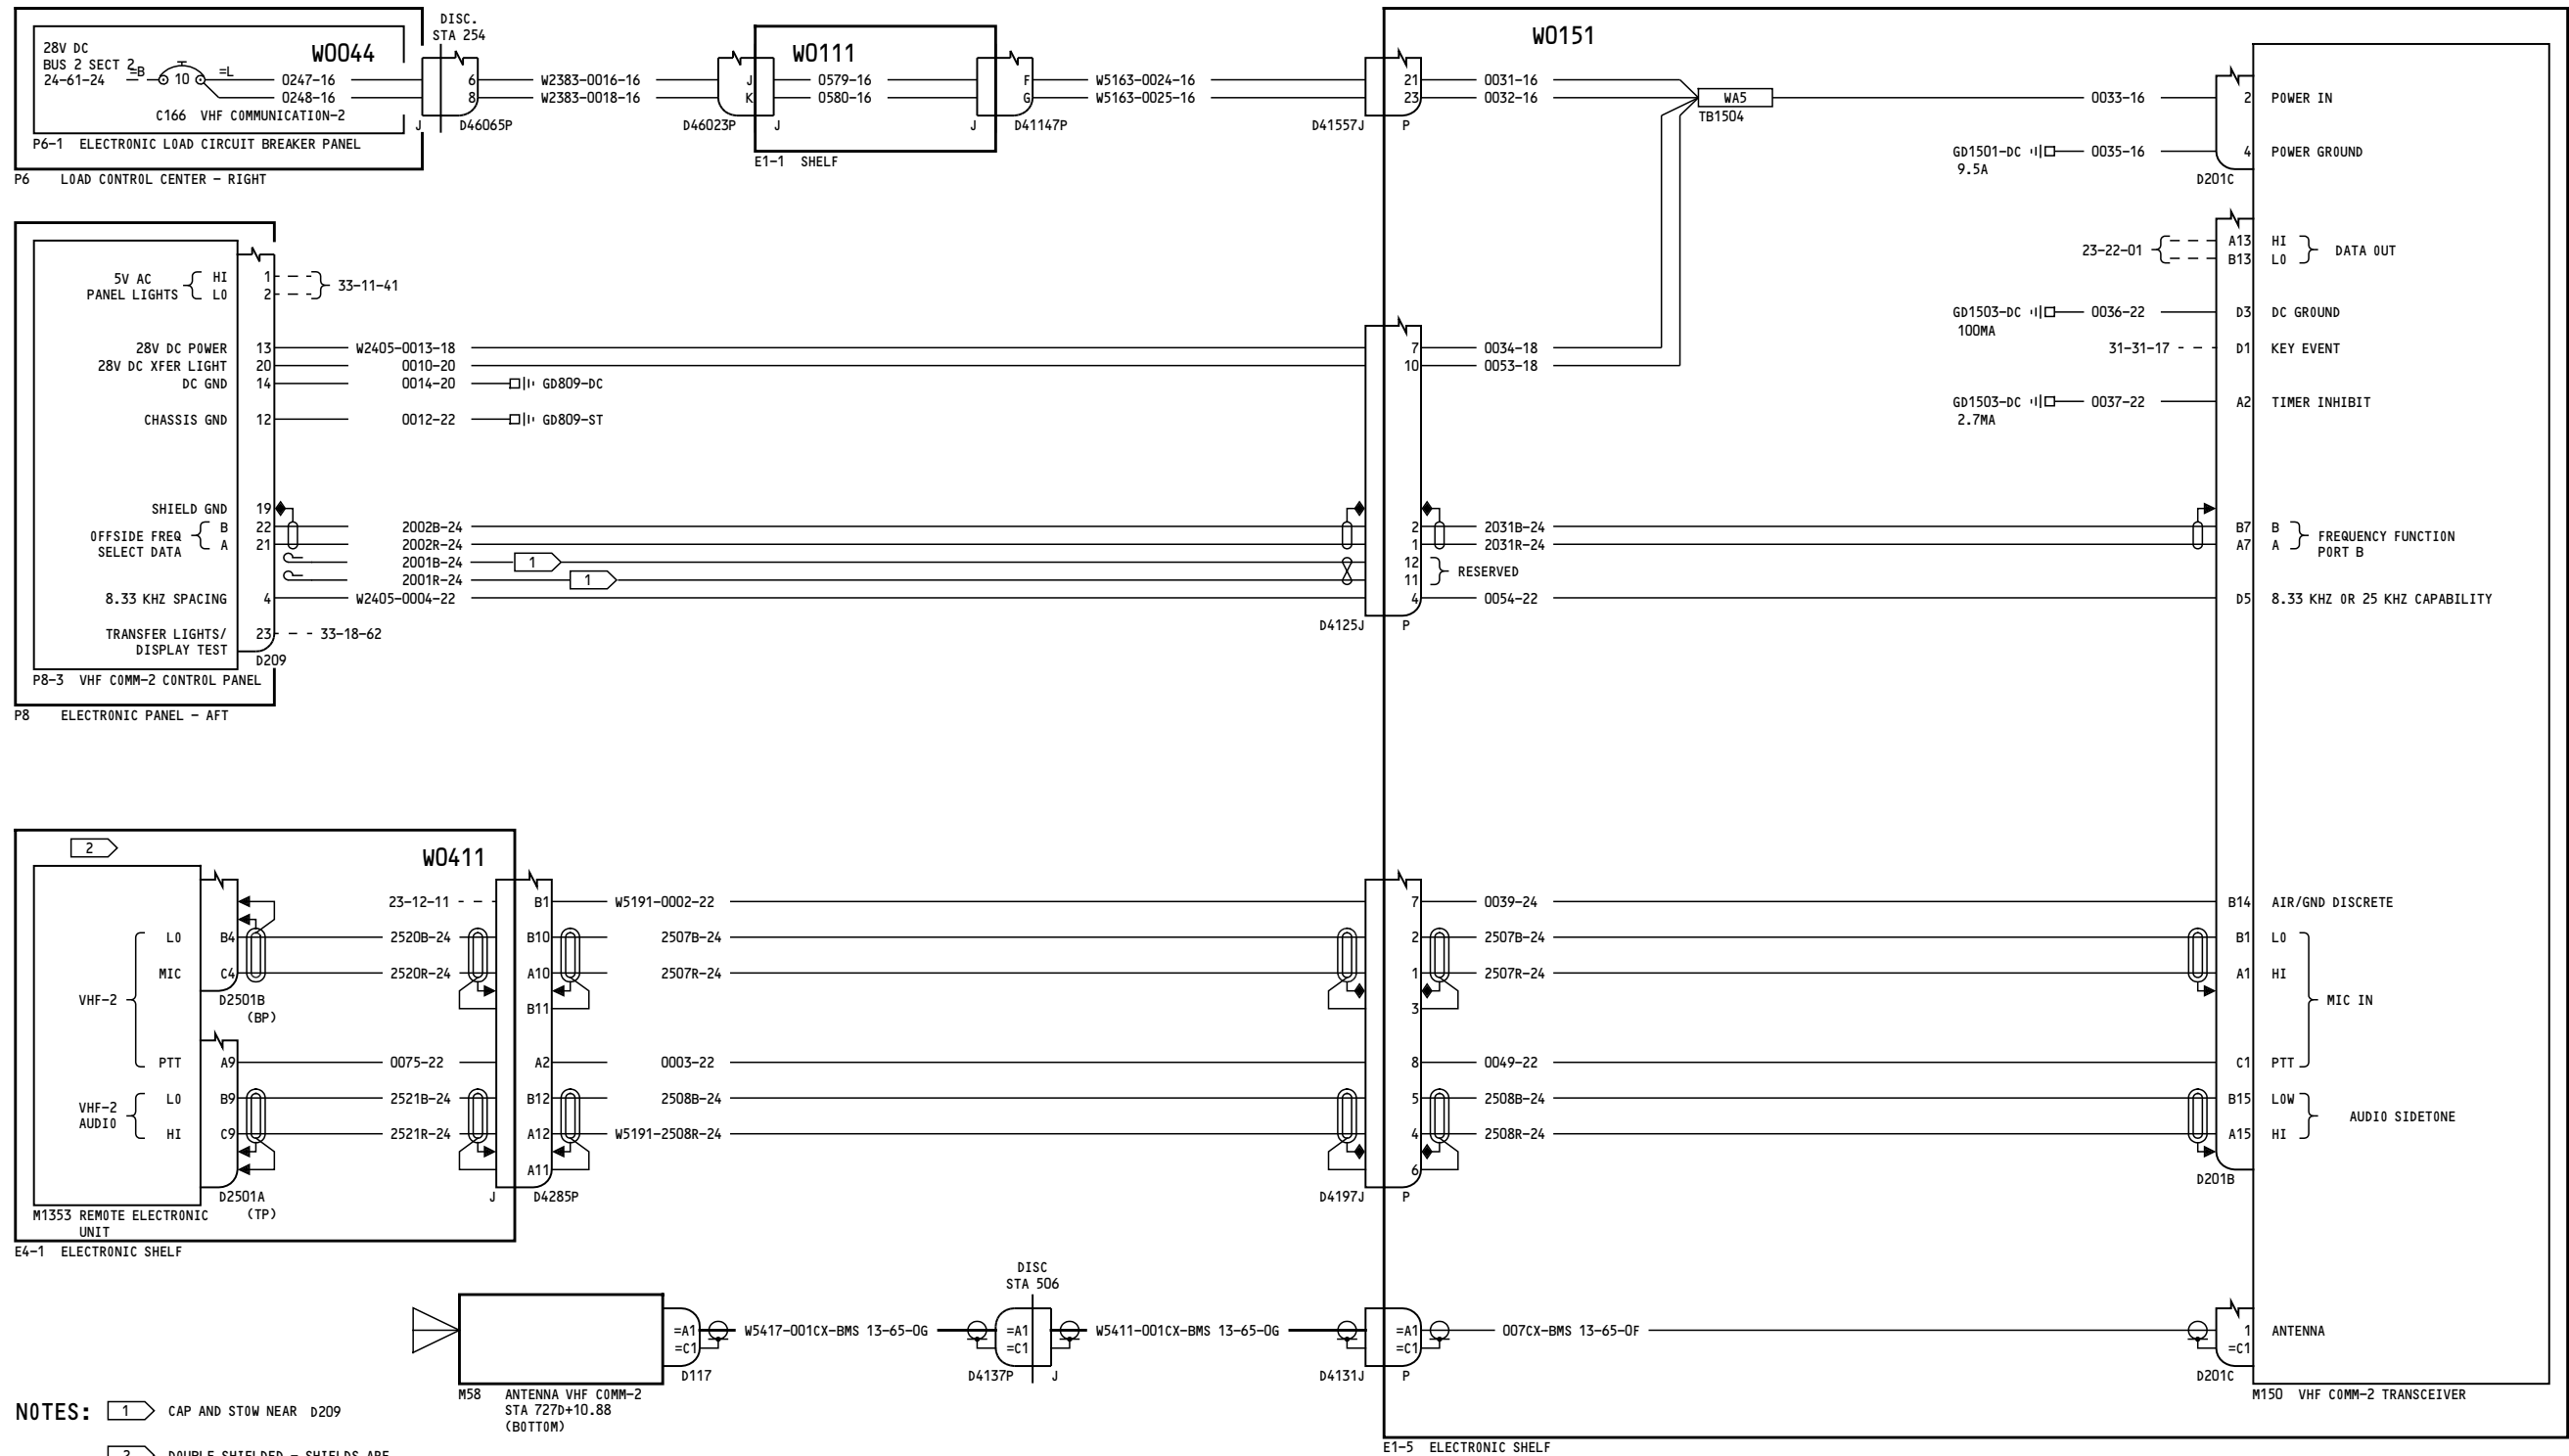 28V DC
BUS 2 SECT 2
24-61-24
=B
10
=L
W0044
0247-16
0248-16
C166 VHF COMMUNICATION-2
P6-1 ELECTRONIC LOAD CIRCUIT BREAKER PANEL
P6 LOAD CONTROL CENTER - RIGHT
DISC.
STA 254
6
8
J
D46065P
W2383-0016-16
W2383-0018-16
J
K
D46023P
J
W0111
0579-16
0580-16
E1-1 SHELF
F
G
J
D41147P
W5163-0024-16
W5163-0025-16
W0151
21
23
D41557J
P
0031-16
0032-16
WA5
TB1504
0033-16
2
POWER IN
GD1501-DC
9.5A
0035-16
4
POWER GROUND
D201C
5V AC
PANEL LIGHTS
HI
LO
1
2
33-11-41
28V DC POWER
13
W2405-0013-18
7
0034-18
28V DC XFER LIGHT
20
0010-20
10
0053-18
DC GND
14
0014-20
GD809-DC
CHASSIS GND
12
0012-22
GD809-ST
SHIELD GND
19
OFFSIDE FREQ
SELECT DATA
B
A
22
21
2002B-24
2002R-24
2001B-24
1
2001R-24
1
2
1
12
11
RESERVED
2031B-24
2031R-24
8.33 KHZ SPACING
4
W2405-0004-22
4
0054-22
TRANSFER LIGHTS/
DISPLAY TEST
23
33-18-62
D209
D4125J
P
P8-3 VHF COMM-2 CONTROL PANEL
P8 ELECTRONIC PANEL - AFT
23-22-01
A13
B13
HI
LO
DATA OUT
GD1503-DC
100MA
0036-22
D3
DC GROUND
31-31-17
D1
KEY EVENT
GD1503-DC
2.7MA
0037-22
A2
TIMER INHIBIT
B7
A7
B
A
FREQUENCY FUNCTION
PORT B
D5
8.33 KHZ OR 25 KHZ CAPABILITY
2
W0411
23-12-11
B1
W5191-0002-22
7
0039-24
B14
AIR/GND DISCRETE
VHF-2
LO
B4
2520B-24
B10
2507B-24
2
2507B-24
B1
LO
MIC
C4
2520R-24
A10
2507R-24
1
2507R-24
A1
HI
D2501B
(BP)
B11
3
MIC IN
PTT
A9
0075-22
A2
0003-22
8
0049-22
C1
PTT
VHF-2
AUDIO
LO
B9
2521B-24
B12
2508B-24
5
2508B-24
B15
LOW
HI
C9
2521R-24
A12
W5191-2508R-24
4
2508R-24
A15
HI
AUDIO SIDETONE
A11
6
D2501A
(TP)
J
D4285P
D4197J
P
D201B
M1353 REMOTE ELECTRONIC
UNIT
E4-1 ELECTRONIC SHELF
DISC
STA 506
=A1
=C1
D117
W5417-001CX-BMS 13-65-0G
=A1
=C1
D4137P
J
W5411-001CX-BMS 13-65-0G
=A1
=C1
D4131J
P
007CX-BMS 13-65-0F
1
=C1
D201C
ANTENNA
M58 ANTENNA VHF COMM-2
STA 727D+10.88
(BOTTOM)
M150 VHF COMM-2 TRANSCEIVER
E1-5 ELECTRONIC SHELF
NOTES:
1
CAP AND STOW NEAR D209
2
DOUBLE SHIELDED - SHIELDS ARE